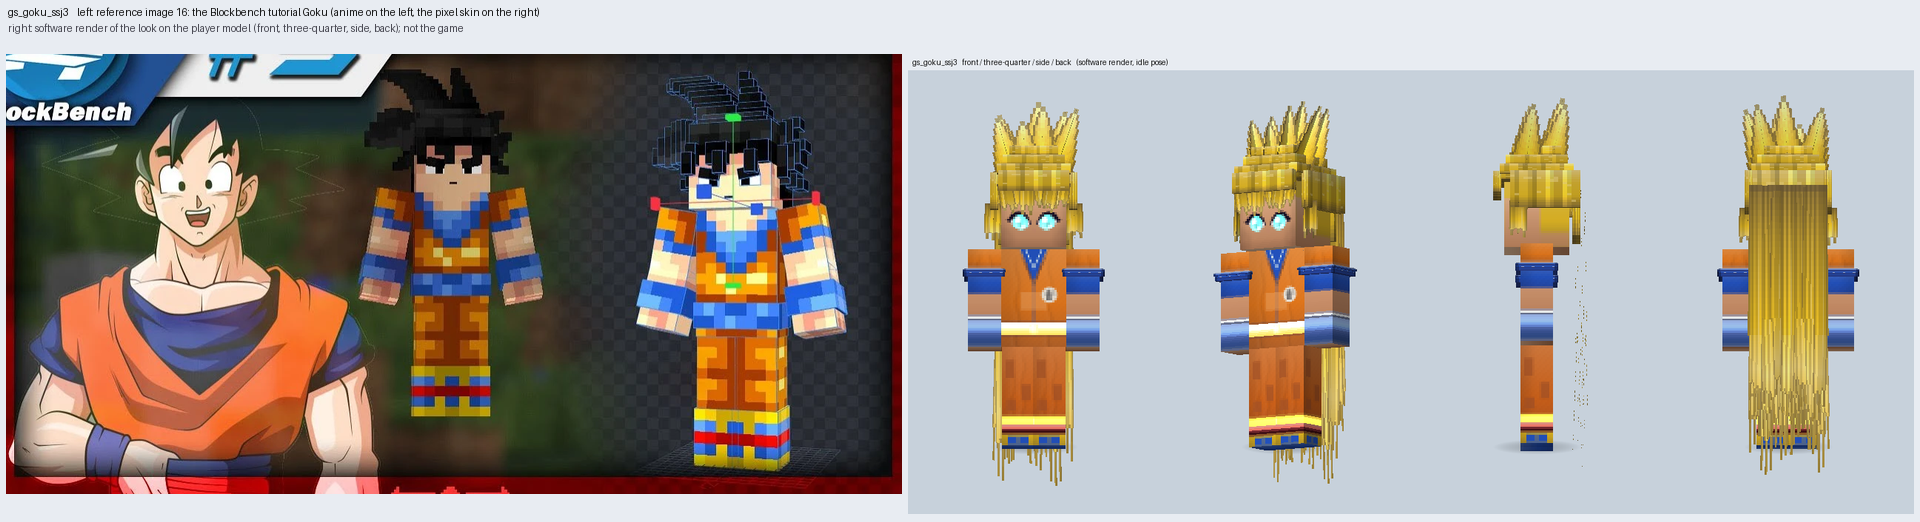 gs_goku_ssj3 left: reference image 16: the Blockbench tutorial Goku (anime on the left, the pixel skin on the right)
right: software render of the look on the player model (front, three-quarter, side, back); not the game
gs_goku_ssj3 front / three-quarter / side / back (software render, idle pose)
ockBench